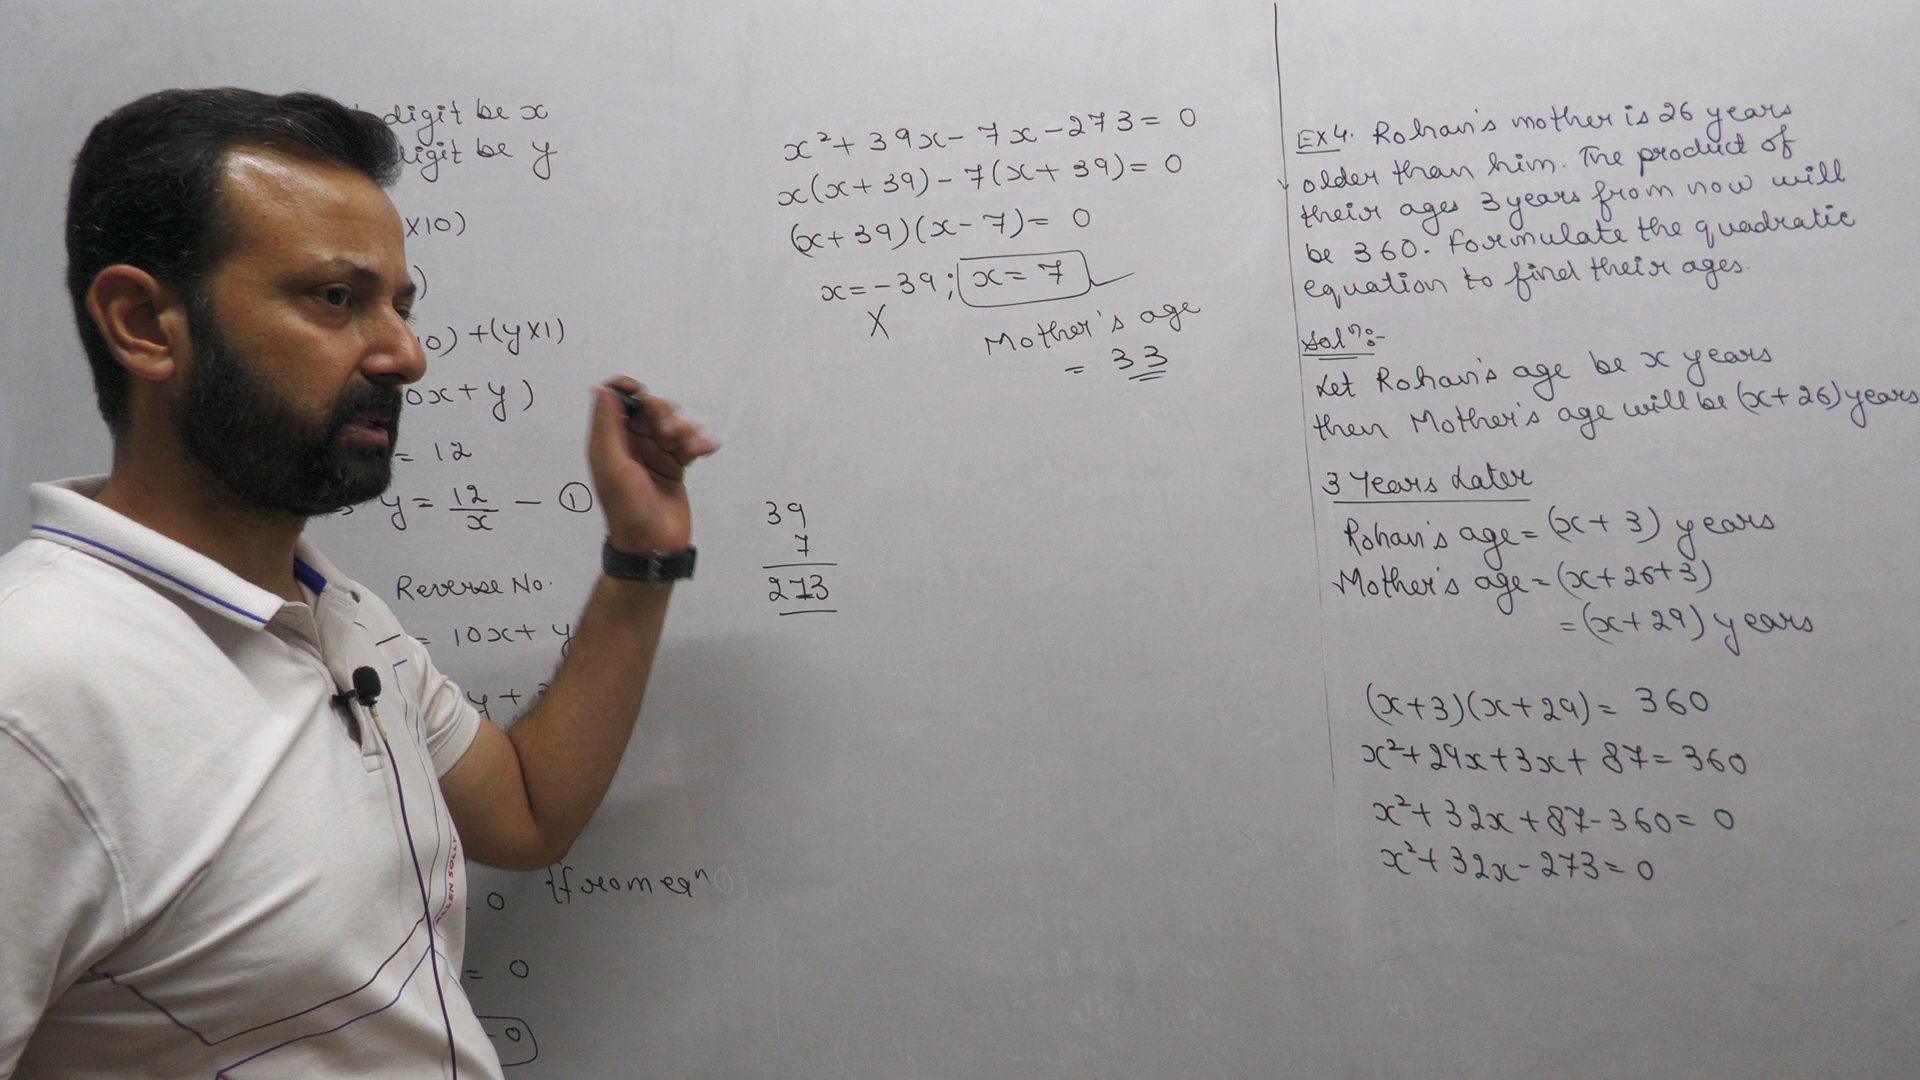 digit be x
digit be y
×10)
)
0) + (y×1)
0x + y)
= 12
y = 12/x - ①
Reverse No.
= 10x + y
y +
0 {from eqⁿ
= 0
0
x² + 39x - 7x - 273 = 0
x(x + 39) - 7(x + 39) = 0
(x + 39)(x - 7) = 0
x = -39 ; x = 7
X
Mother's age
= 33
39
7
273
EX4. Rohan's mother is 26 years
older than him. The product of
their ages 3 years from now will
be 360. Formulate the quadratic
equation to find their ages.
Solⁿ:-
Let Rohan's age be x years
then Mother's age will be (x + 26) years
3 Years Later
Rohan's age = (x + 3) years
Mother's age = (x + 26 + 3)
= (x + 29) years
(x + 3)(x + 29) = 360
x² + 29x + 3x + 87 = 360
x² + 32x + 87 - 360 = 0
x² + 32x - 273 = 0
ALLEN SOLLY